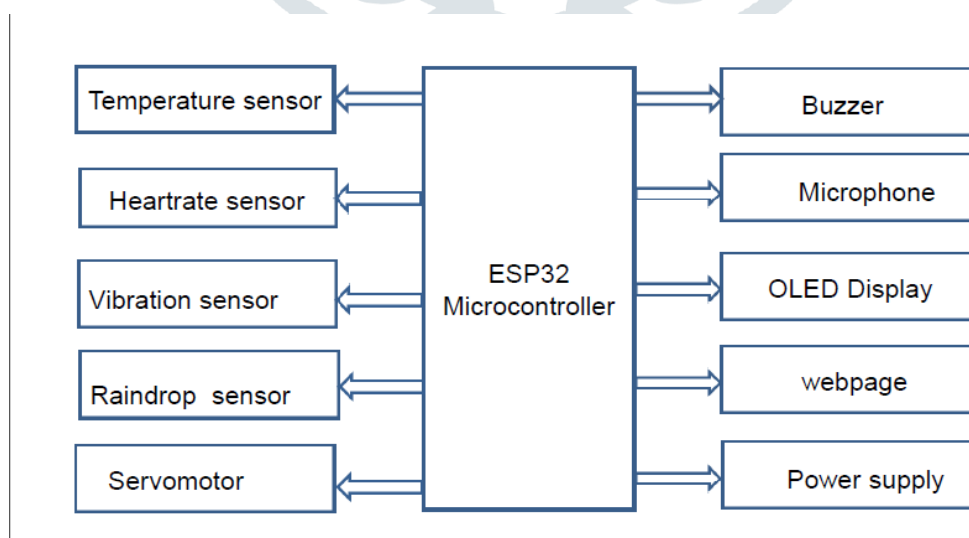 Temperature sensor
Heartrate sensor
Vibration sensor
Raindrop sensor
Servomotor
ESP32
Microcontroller
Buzzer
Microphone
OLED Display
webpage
Power supply